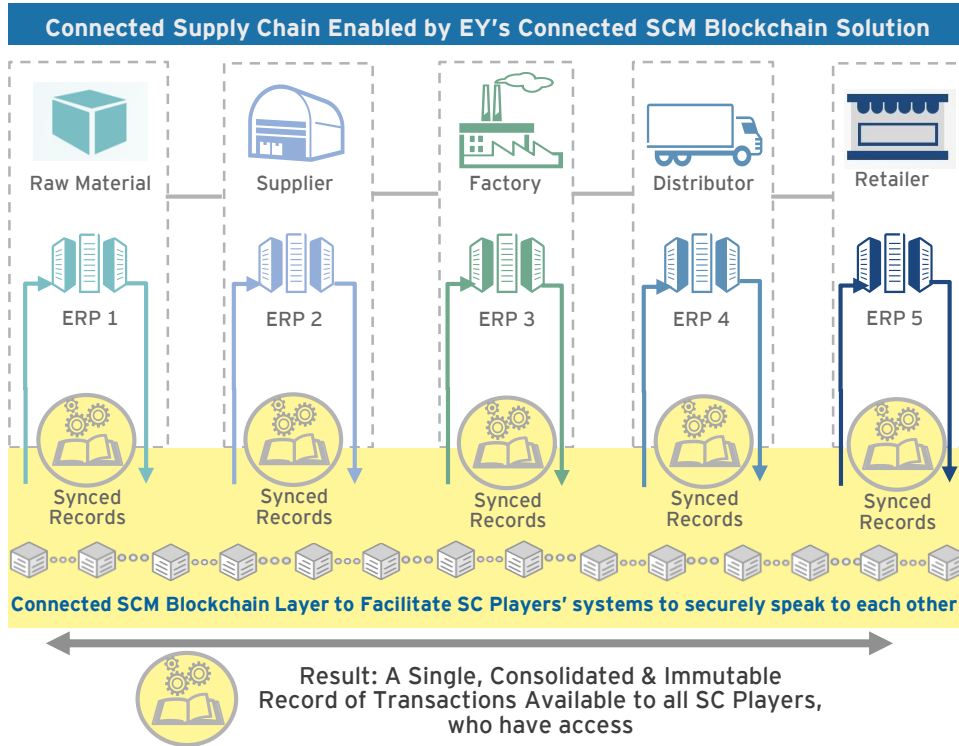 Connected Supply Chain Enabled by EY's Connected SCM Blockchain Solution
Raw Material
Supplier
Factory
Distributor
Retailer
ERP 1
ERP 2
ERP 3
ERP 4
ERP 5
Synced
Records
Synced
Records
Synced
Records
Synced
Records
Synced
Records
Connected SCM Blockchain Layer to Facilitate SC Players' systems to securely speak to each other
Result: A Single, Consolidated & Immutable
Record of Transactions Available to all SC Players,
who have access